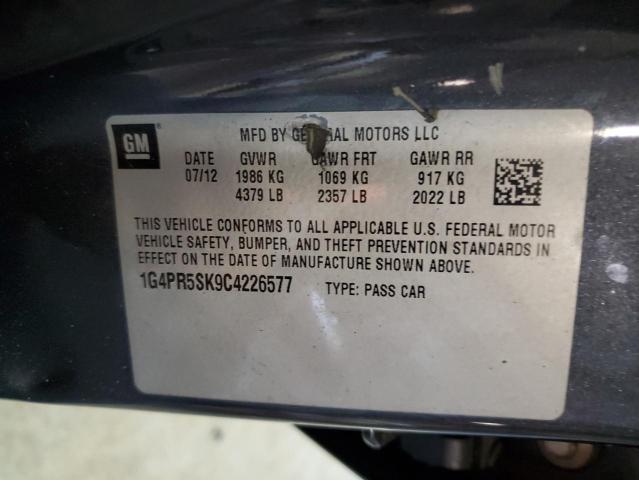 GM
MFD BY GENERAL MOTORS LLC
DATE GVWR GAWR FRT GAWR RR
07/12 1986 KG 1069 KG 917 KG
4379 LB 2357 LB 2022 LB
THIS VEHICLE CONFORMS TO ALL APPLICABLE U.S. FEDERAL MOTOR
VEHICLE SAFETY, BUMPER, AND THEFT PREVENTION STANDARDS IN
EFFECT ON THE DATE OF MANUFACTURE SHOWN ABOVE.
1G4PR5SK9C4226577 TYPE: PASS CAR